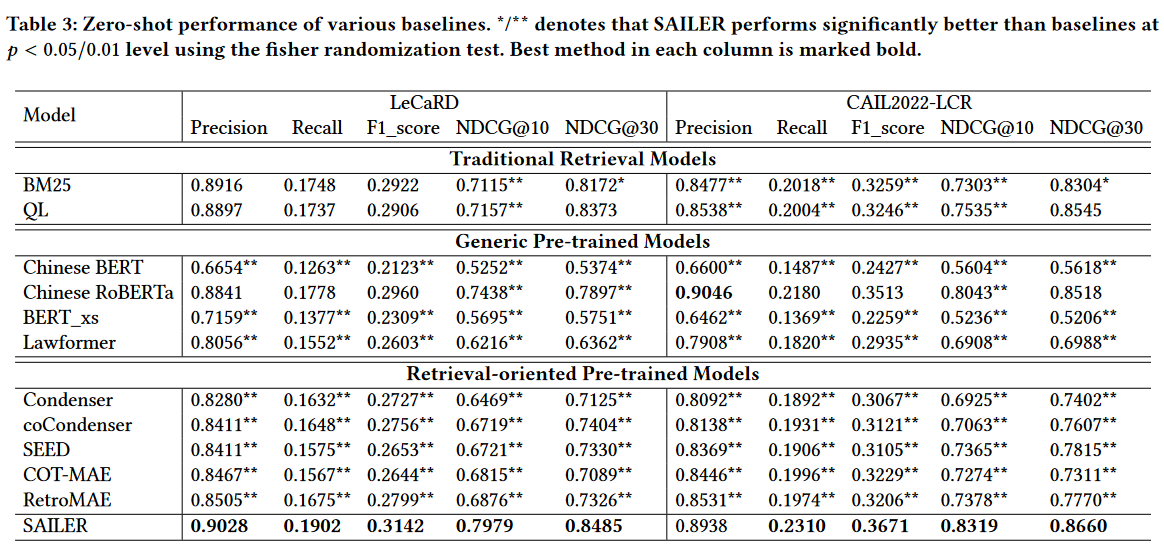 Table 3: Zero-shot performance of various baselines. */** denotes that SAILER performs significantly better than baselines at
p < 0.05/0.01 level using the fisher randomization test. Best method in each column is marked bold.
Model LeCaRD CAIL2022-LCR
Precision Recall F1_score NDCG@10 NDCG@30 Precision Recall F1_score NDCG@10 NDCG@30
Traditional Retrieval Models
BM25 0.8916 0.1748 0.2922 0.7115** 0.8172* 0.8477** 0.2018** 0.3259** 0.7303** 0.8304*
QL 0.8897 0.1737 0.2906 0.7157** 0.8373 0.8538** 0.2004** 0.3246** 0.7535** 0.8545
Generic Pre-trained Models
Chinese BERT 0.6654** 0.1263** 0.2123** 0.5252** 0.5374** 0.6600** 0.1487** 0.2427** 0.5604** 0.5618**
Chinese RoBERTa 0.8841 0.1778 0.2960 0.7438** 0.7897** 0.9046 0.2180 0.3513 0.8043** 0.8518
BERT_xs 0.7159** 0.1377** 0.2309** 0.5695** 0.5751** 0.6462** 0.1369** 0.2259** 0.5236** 0.5206**
Lawformer 0.8056** 0.1552** 0.2603** 0.6216** 0.6362** 0.7908** 0.1820** 0.2935** 0.6908** 0.6988**
Retrieval-oriented Pre-trained Models
Condenser 0.8280** 0.1632** 0.2727** 0.6469** 0.7125** 0.8092** 0.1892** 0.3067** 0.6925** 0.7402**
coCondenser 0.8411** 0.1648** 0.2756** 0.6719** 0.7404** 0.8138** 0.1931** 0.3121** 0.7063** 0.7607**
SEED 0.8411** 0.1575** 0.2653** 0.6721** 0.7330** 0.8369** 0.1906** 0.3105** 0.7365** 0.7815**
COT-MAE 0.8467** 0.1567** 0.2644** 0.6815** 0.7089** 0.8446** 0.1996** 0.3229** 0.7274** 0.7311**
RetroMAE 0.8505** 0.1675** 0.2799** 0.6876** 0.7326** 0.8531** 0.1974** 0.3206** 0.7378** 0.7770**
SAILER 0.9028 0.1902 0.3142 0.7979 0.8485 0.8938 0.2310 0.3671 0.8319 0.8660